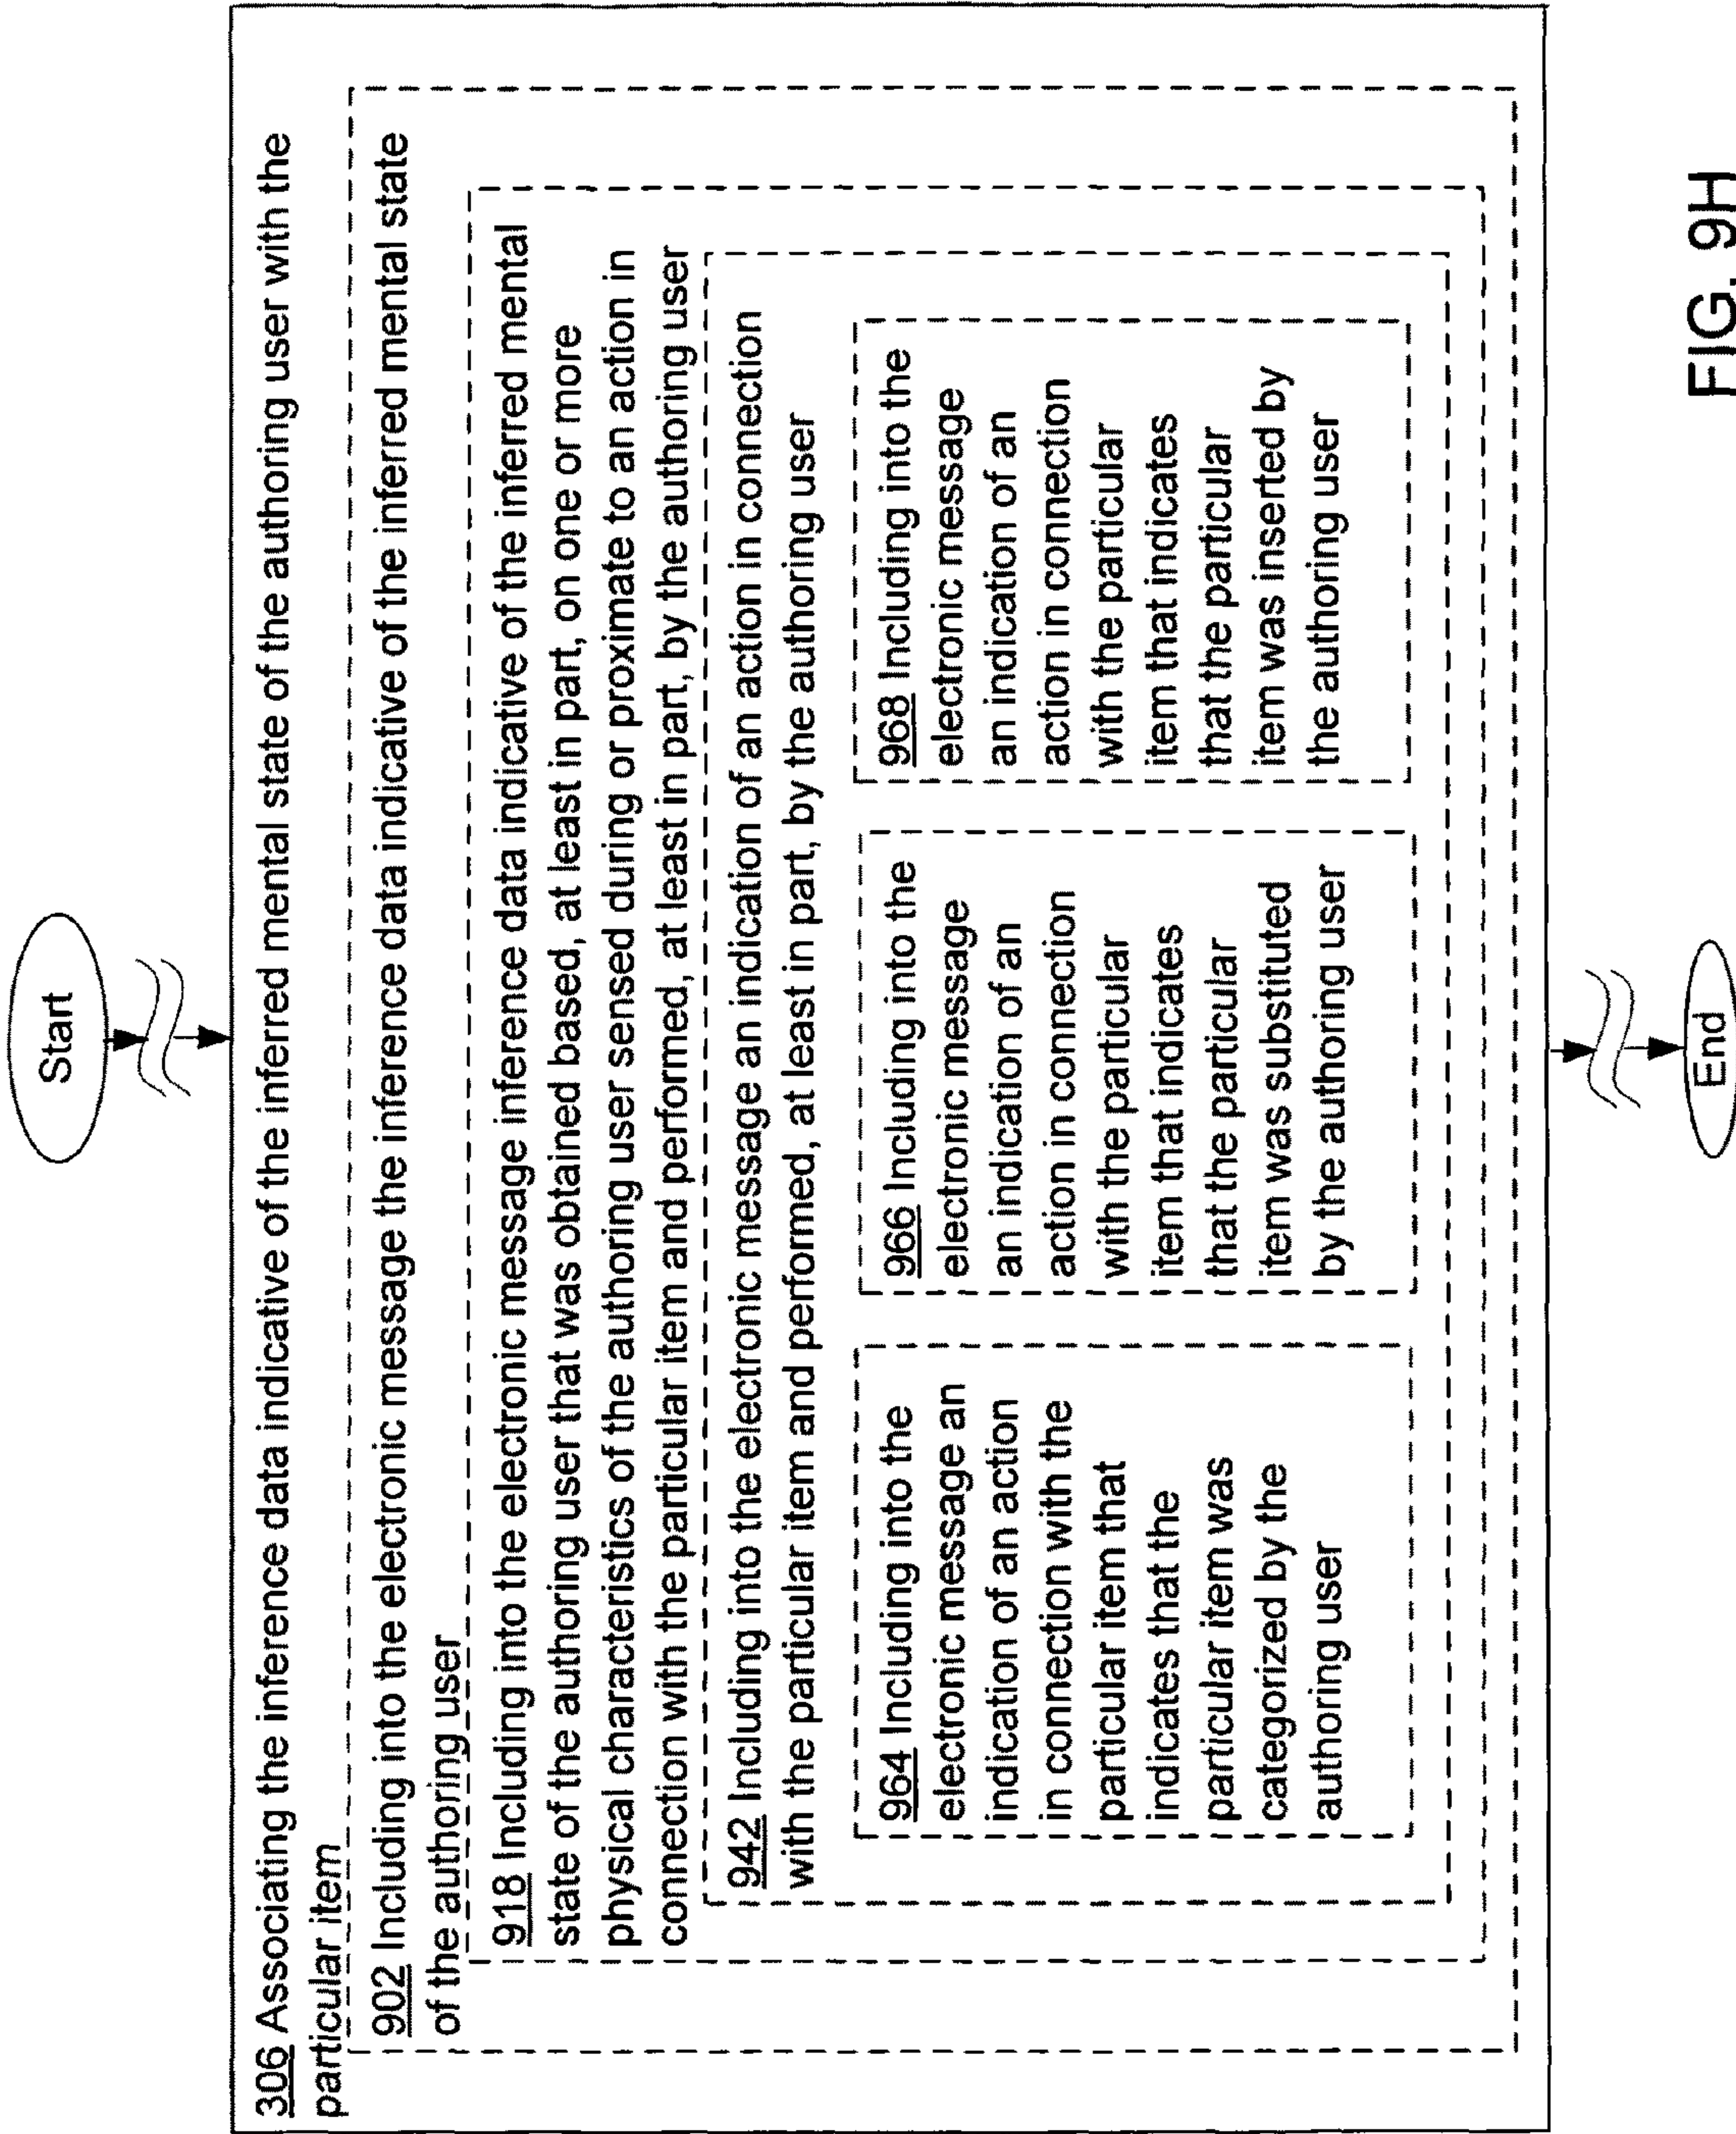 Start
306 Associating the inference data indicative of the inferred mental state of the authoring user with the
particular item
902 Including into the electronic message the inference data indicative of the inferred mental state
of the authoring user
918 Including into the electronic message inference data indicative of the inferred mental
state of the authoring user that was obtained based, at least in part, on one or more
physical characteristics of the authoring user sensed during or proximate to an action in
connection with the particular item and performed, at least in part, by the authoring user
942 Including into the electronic message an indication of an action in connection
with the particular item and performed, at least in part, by the authoring user
964 Including into the
electronic message an
indication of an action
in connection with the
particular item that
indicates that the
particular item was
categorized by the
authoring user
966 Including into the
electronic message
an indication of an
action in connection
with the particular
item that indicates
that the particular
item was substituted
by the authoring user
968 Including into the
electronic message
an indication of an
action in connection
with the particular
item that indicates
that the particular
item was inserted by
the authoring user
End
FIG. 9H